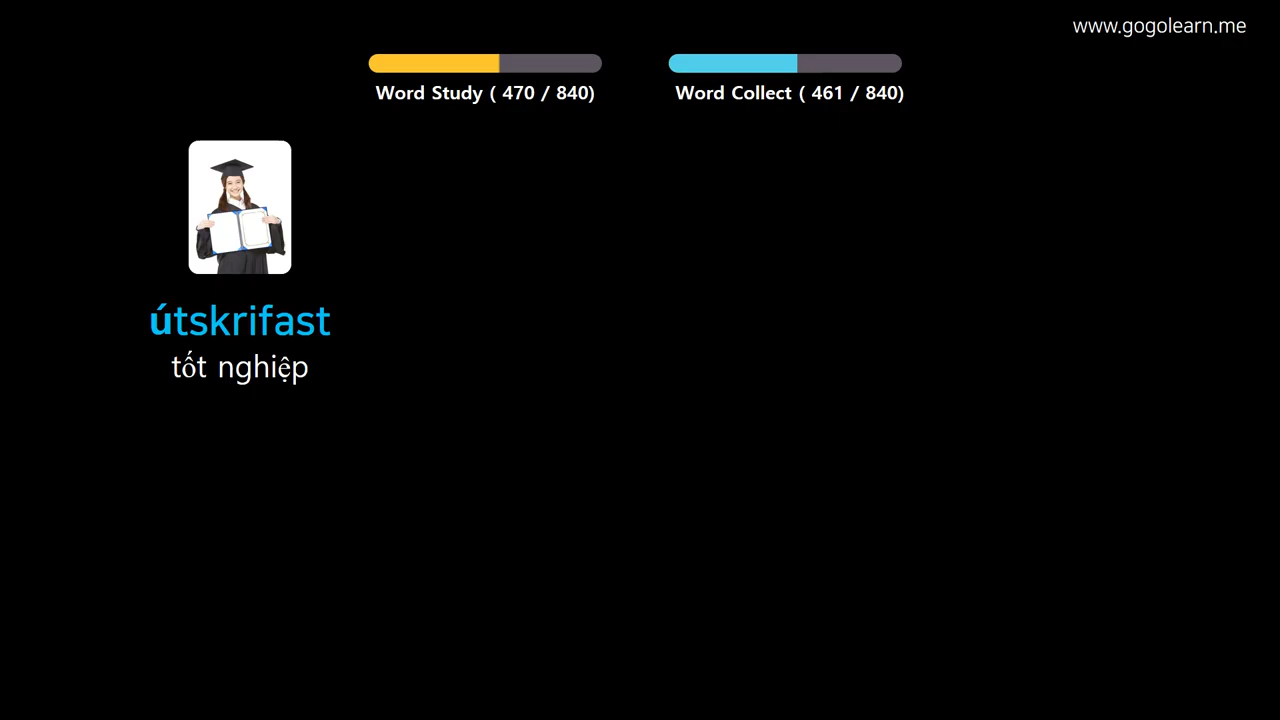 www.gogolearn.me
Word Study ( 470 / 840)
Word Collect ( 461 / 840)
útskrifast
tốt nghiệp